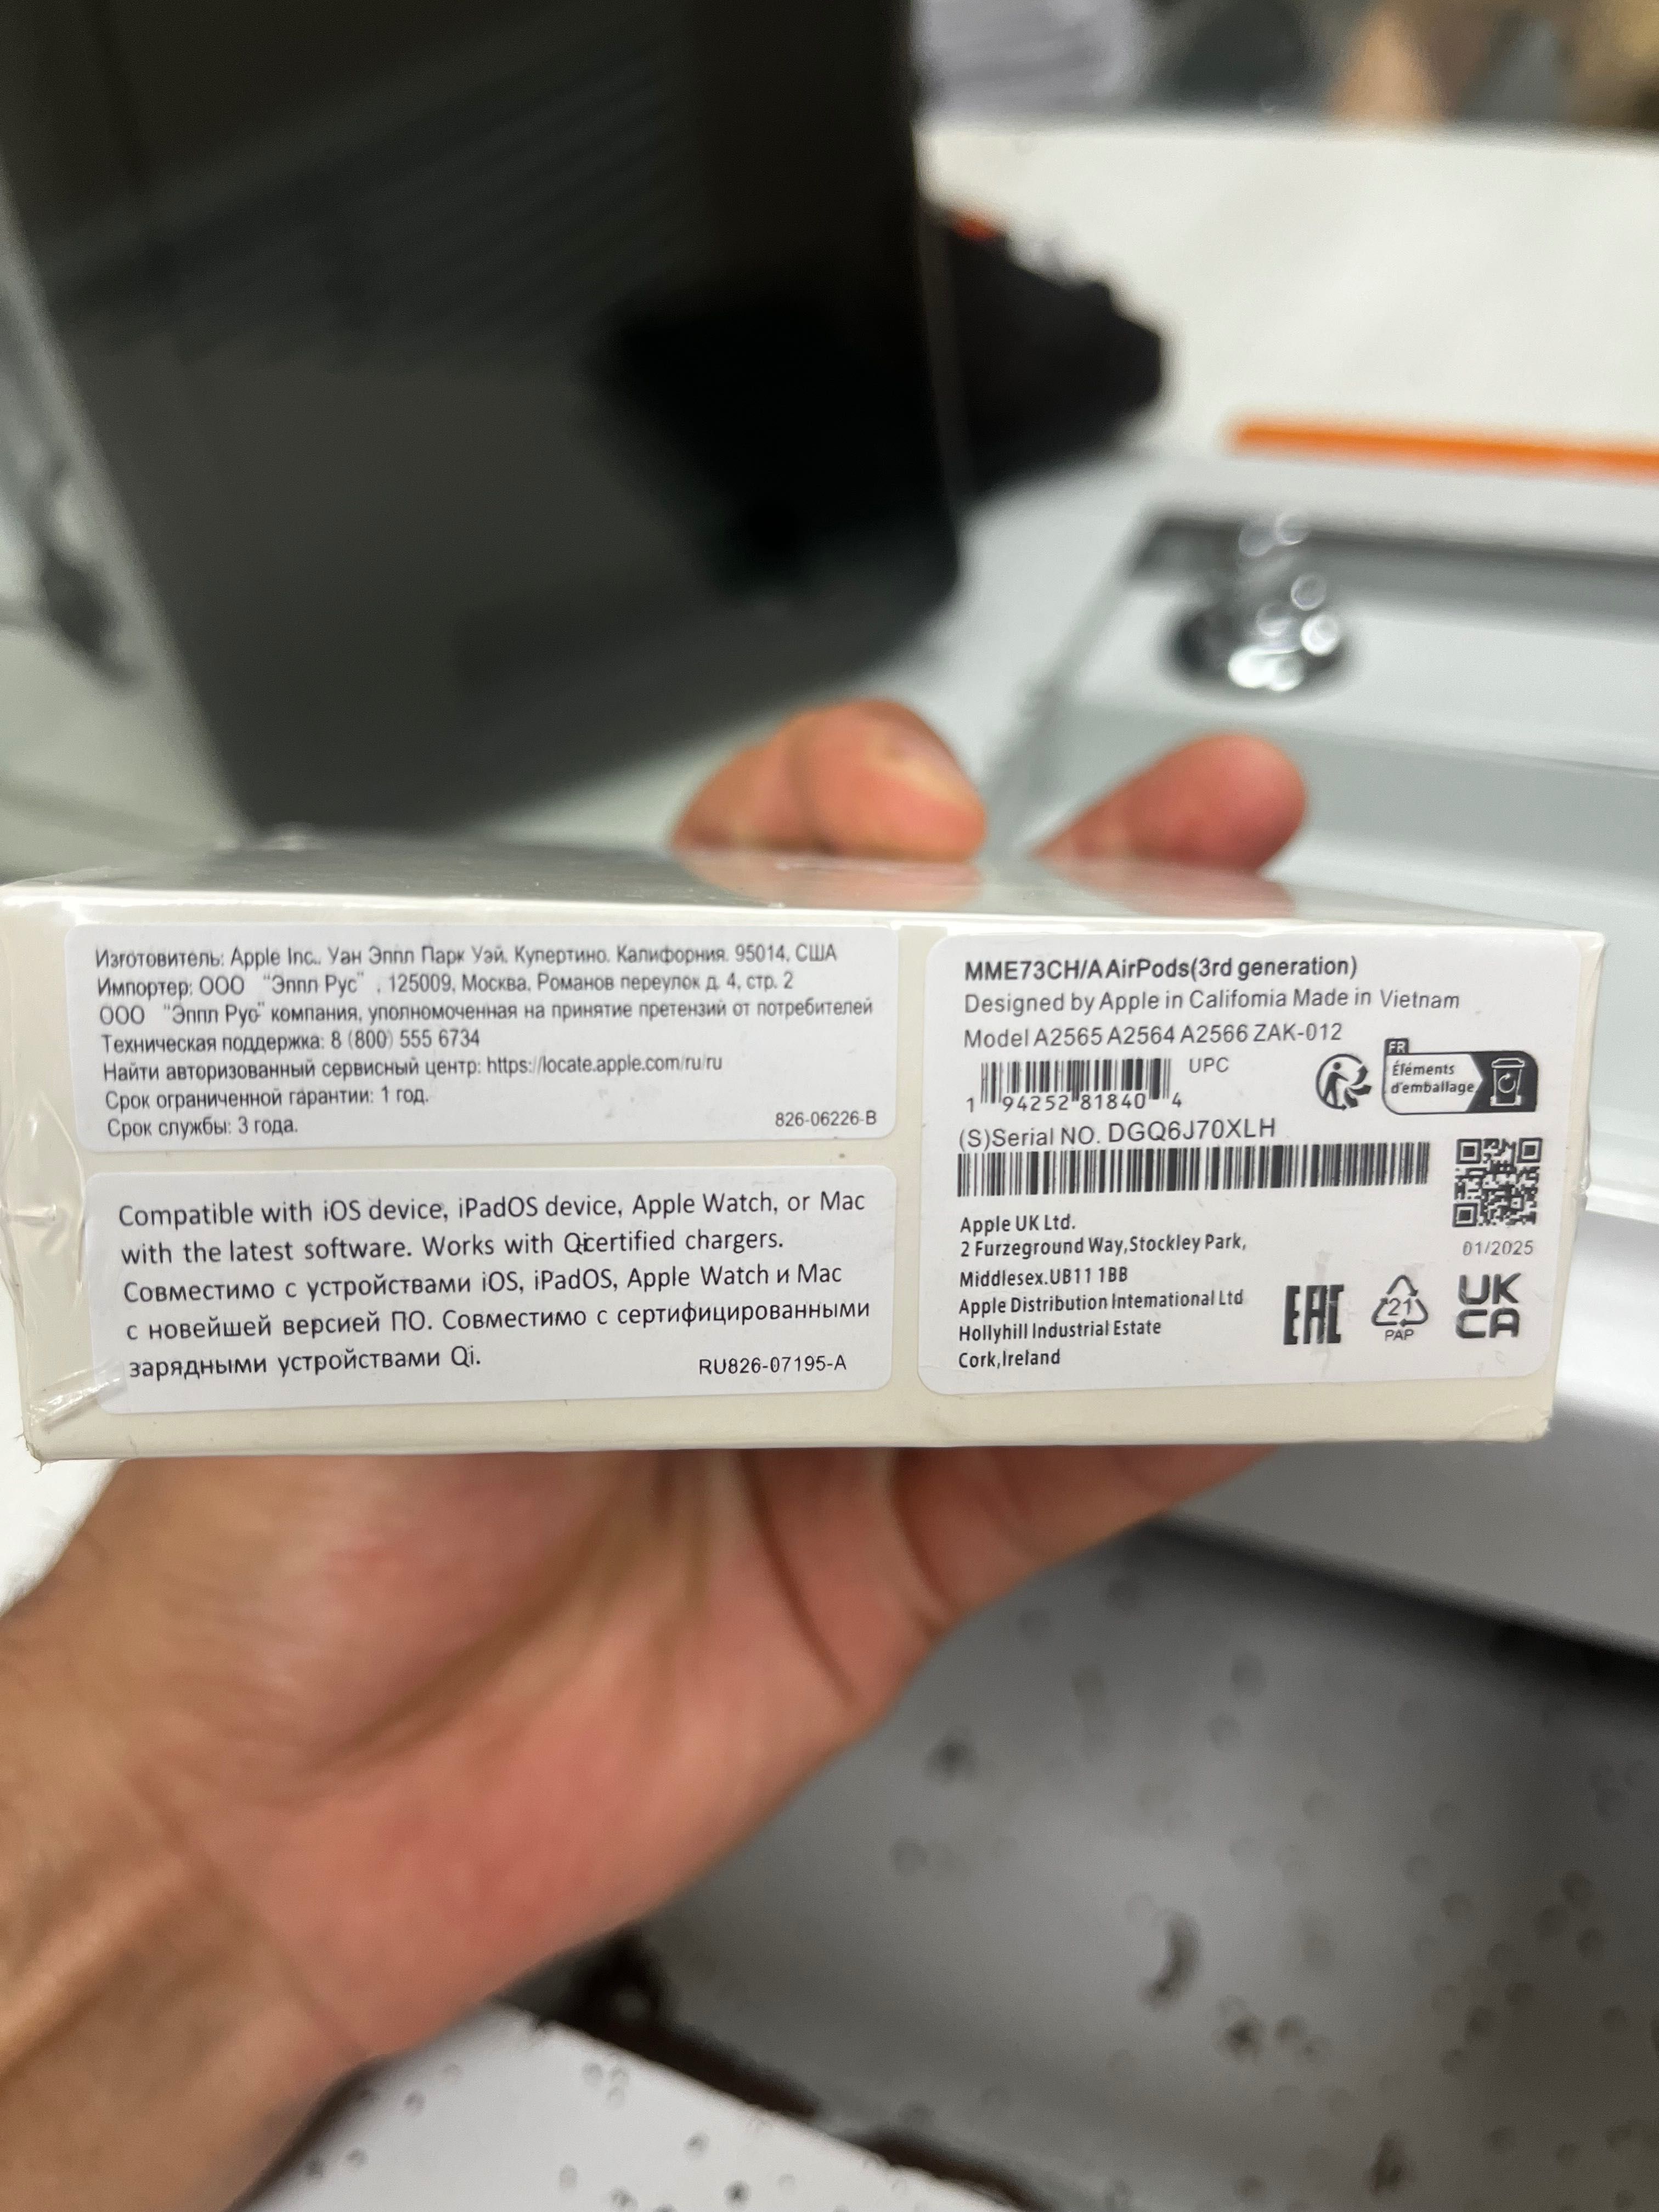 Изготовитель: Apple Inc., Уан Эппл Парк Уэй, Купертино. Калифорния. 95014, США
Импортер: ООО "Эппл Рус" , 125009, Москва, Романов переулок д. 4, стр. 2
ООО "Эппл Рус" компания, уполномоченная на принятие претензий от потребителей
Техническая поддержка: 8 (800) 555 6734
Найти авторизованный сервисный центр: https://locate.apple.com/ru/ru
Срок ограниченной гарантии: 1 год.
Срок службы: 3 года.
826-06226-B
Compatible with iOS device, iPadOS device, Apple Watch, or Mac
with the latest software. Works with Qicertified chargers.
Совместимо с устройствами iOS, iPadOS, Apple Watch и Mac
с новейшей версией ПО. Совместимо с сертифицированными
зарядными устройствами Qi.
RU826-07195-A
MME73CH/A AirPods(3rd generation)
Designed by Apple in Califomia Made in Vietnam
Model A2565 A2564 A2566 ZAK-012
UPC
1 94252 81840 4
FR
Éléments
d'emballage
(S)Serial NO. DGQ6J70XLH
Apple UK Ltd.
2 Furzeground Way,Stockley Park,
Middlesex.UB11 1BB
Apple Distribution Intemational Ltd
Hollyhill Industrial Estate
Cork,Ireland
01/2025
EAC
21
PAP
UK
CA